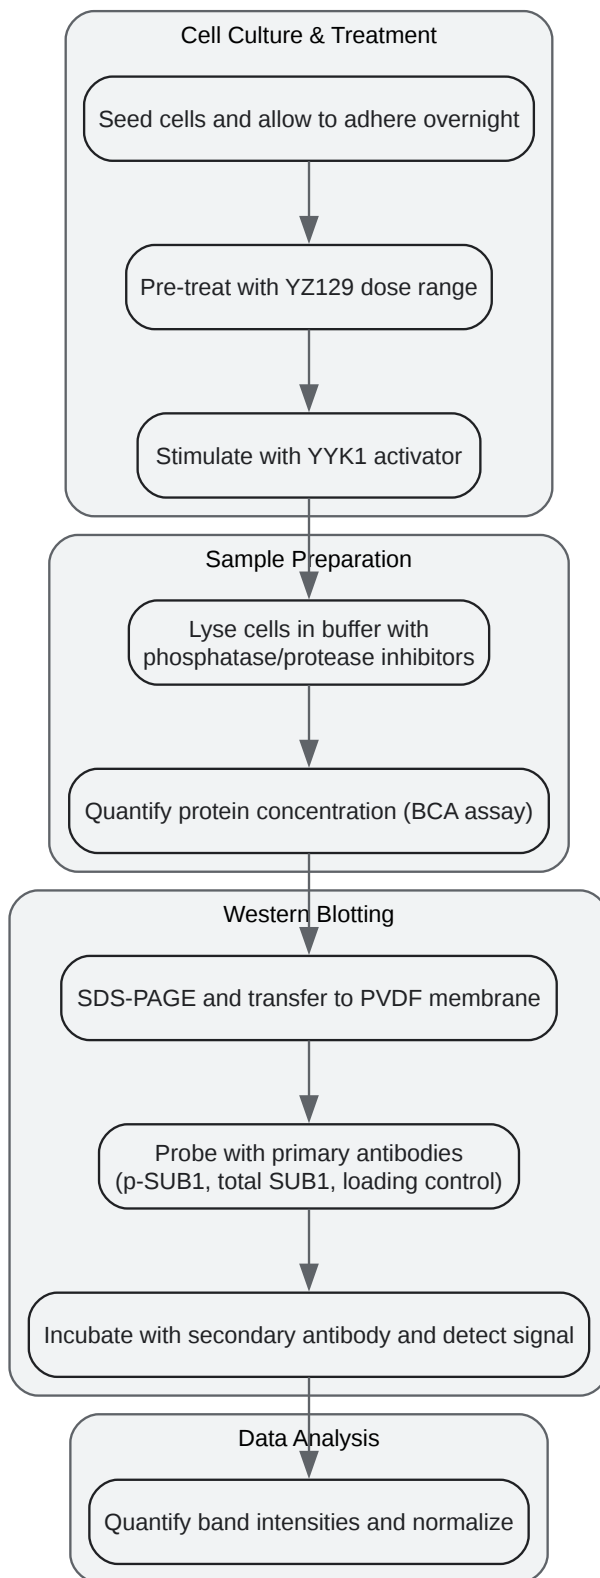 Cell Culture & Treatment
Seed cells and allow to adhere overnight
Pre-treat with YZ129 dose range
Stimulate with YYK1 activator
Sample Preparation
Lyse cells in buffer with
phosphatase/protease inhibitors
Quantify protein concentration (BCA assay)
Western Blotting
SDS-PAGE and transfer to PVDF membrane
Probe with primary antibodies
(p-SUB1, total SUB1, loading control)
Incubate with secondary antibody and detect signal
Data Analysis
Quantify band intensities and normalize